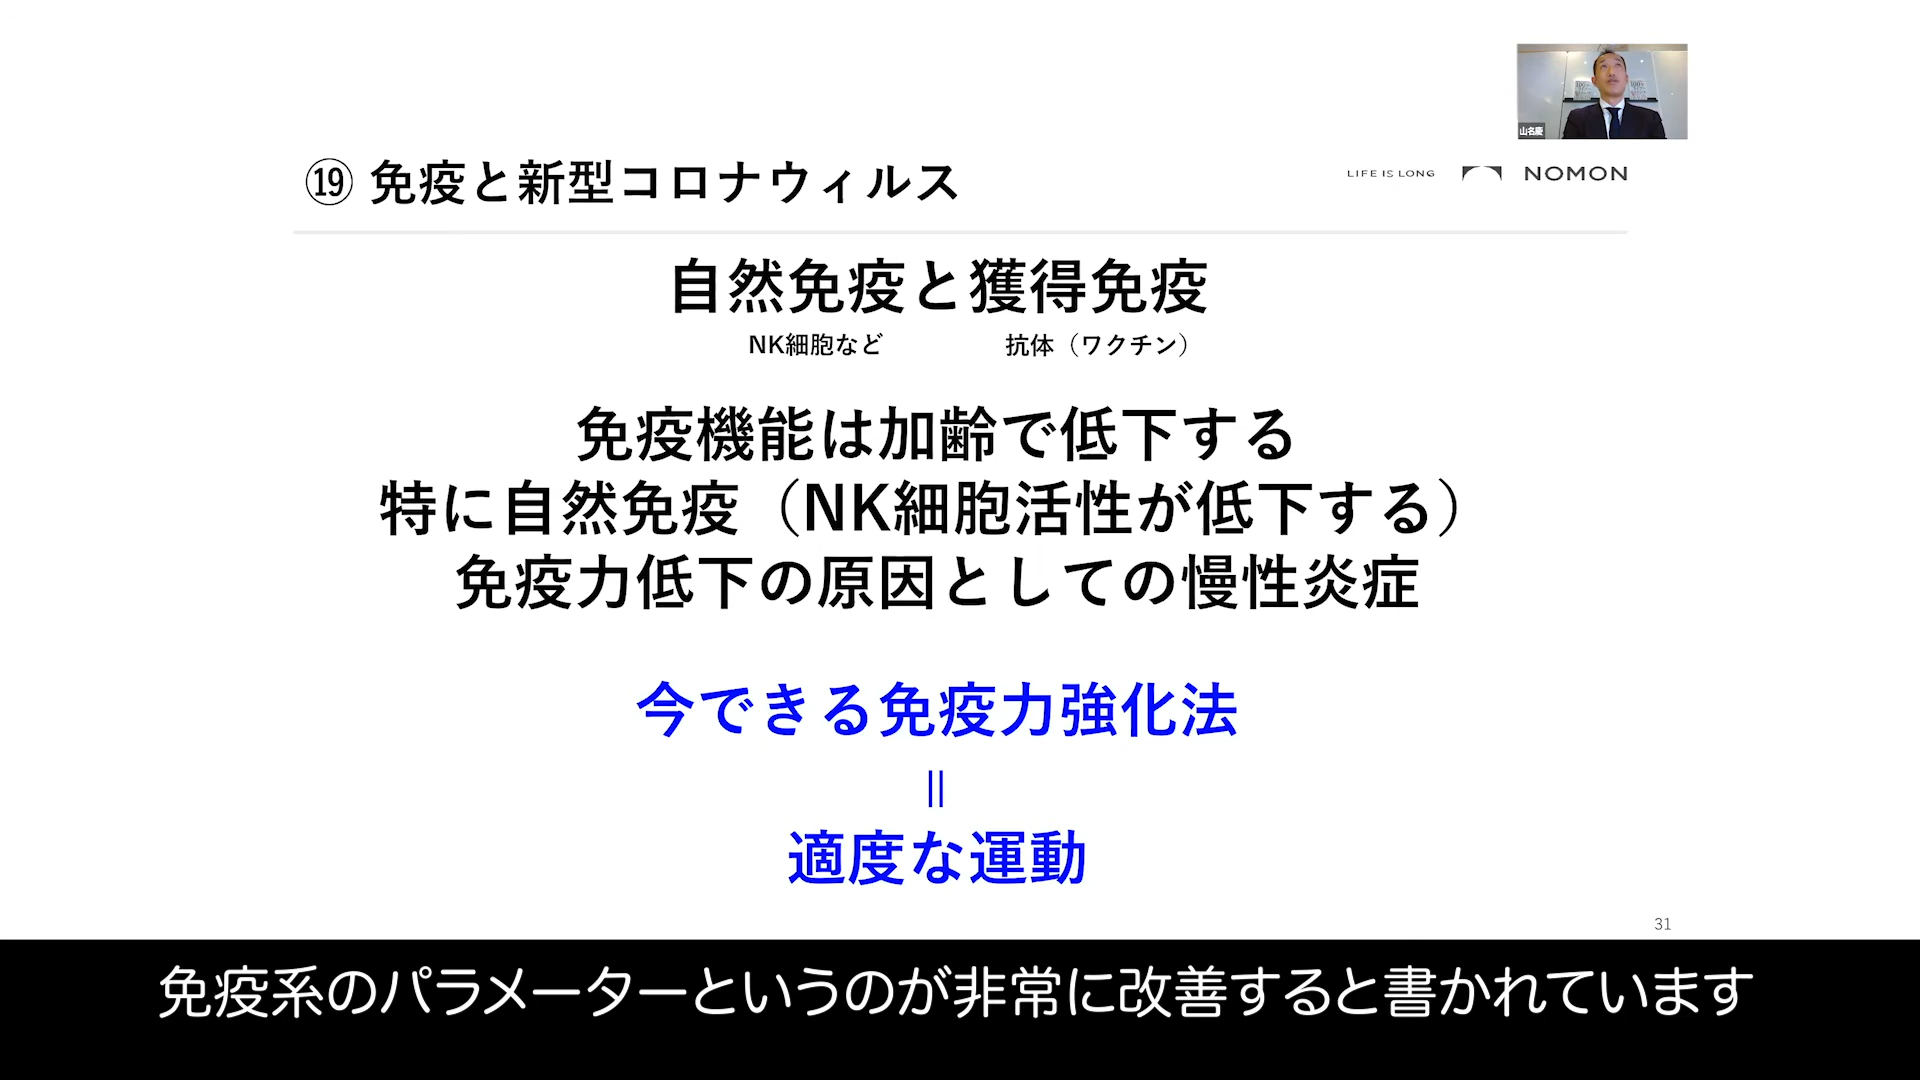 山名慶
⑲ 免疫と新型コロナウィルス
LIFE IS LONG NOMON
自然免疫と獲得免疫
NK細胞など 抗体（ワクチン）
免疫機能は加齢で低下する
特に自然免疫（NK細胞活性が低下する）
免疫力低下の原因としての慢性炎症
今できる免疫力強化法
||
適度な運動
31
免疫系のパラメーターというのが非常に改善すると書かれています